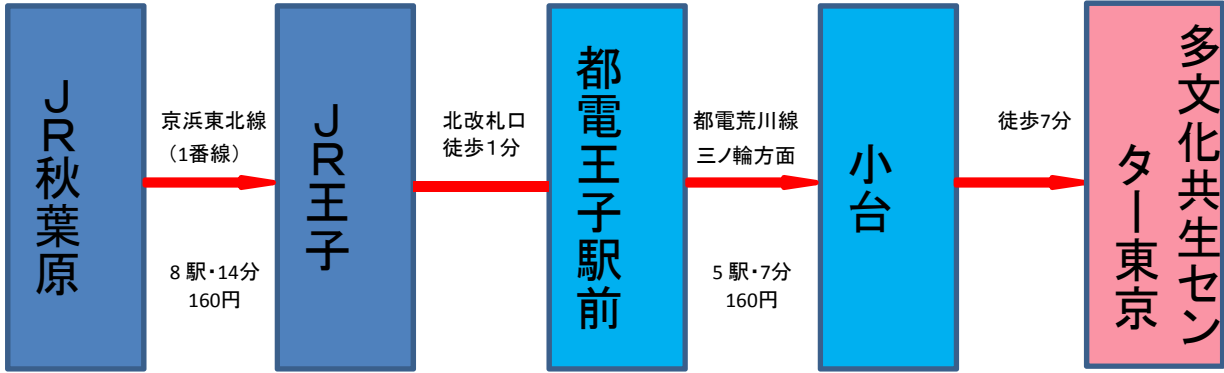 JR秋葉原
京浜東北線
（1番線）
8 駅・14分
160円
JR王子
北改札口
徒歩１分
都電王子駅前
都電荒川線
三ノ輪方面
5 駅・7分
160円
小台
徒歩7分
多文化共生セン
ター東京